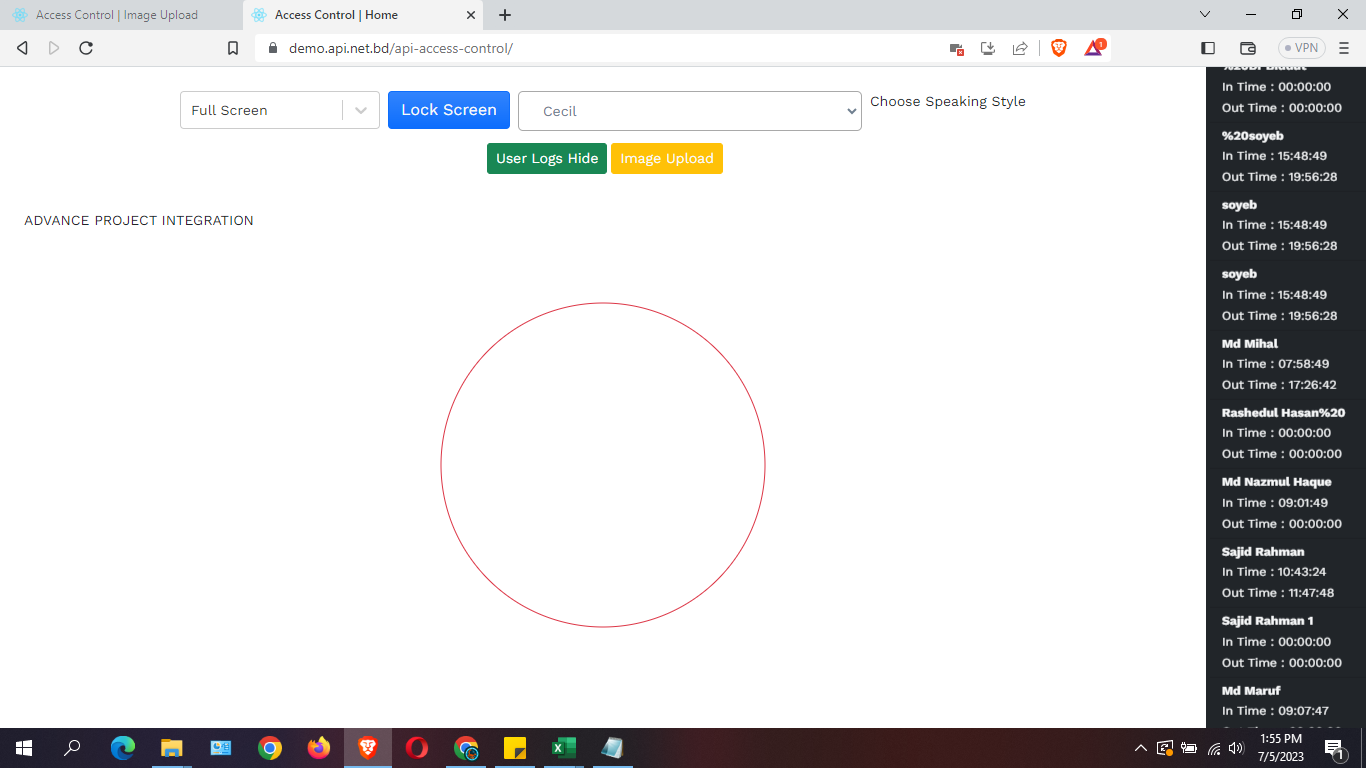 Access Control | Image Upload
Access Control | Home
demo.api.net.bd/api-access-control/
1
VPN
Full Screen
Lock Screen
Cecil
Choose Speaking Style
User Logs Hide
Image Upload
ADVANCE PROJECT INTEGRATION
In Time : 00:00:00
Out Time : 00:00:00
%20soyeb
In Time : 15:48:49
Out Time : 19:56:28
soyeb
In Time : 15:48:49
Out Time : 19:56:28
soyeb
In Time : 15:48:49
Out Time : 19:56:28
Md Mihal
In Time : 07:58:49
Out Time : 17:26:42
Rashedul Hasan%20
In Time : 00:00:00
Out Time : 00:00:00
Md Nazmul Haque
In Time : 09:01:49
Out Time : 00:00:00
Sajid Rahman
In Time : 10:43:24
Out Time : 11:47:48
Sajid Rahman 1
In Time : 00:00:00
Out Time : 00:00:00
Md Maruf
In Time : 09:07:47
1:55 PM
7/5/2023
1